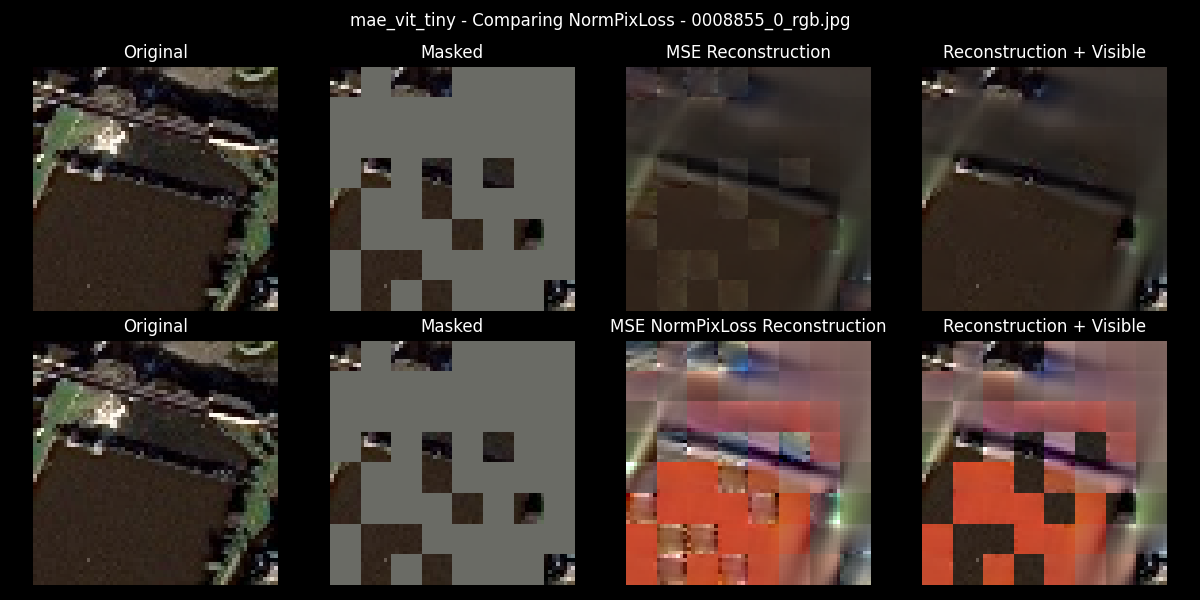 mae_vit_tiny - Comparing NormPixLoss - 0008855_0_rgb.jpg
Original
Masked
MSE Reconstruction
Reconstruction + Visible
Original
Masked
MSE NormPixLoss Reconstruction
Reconstruction + Visible